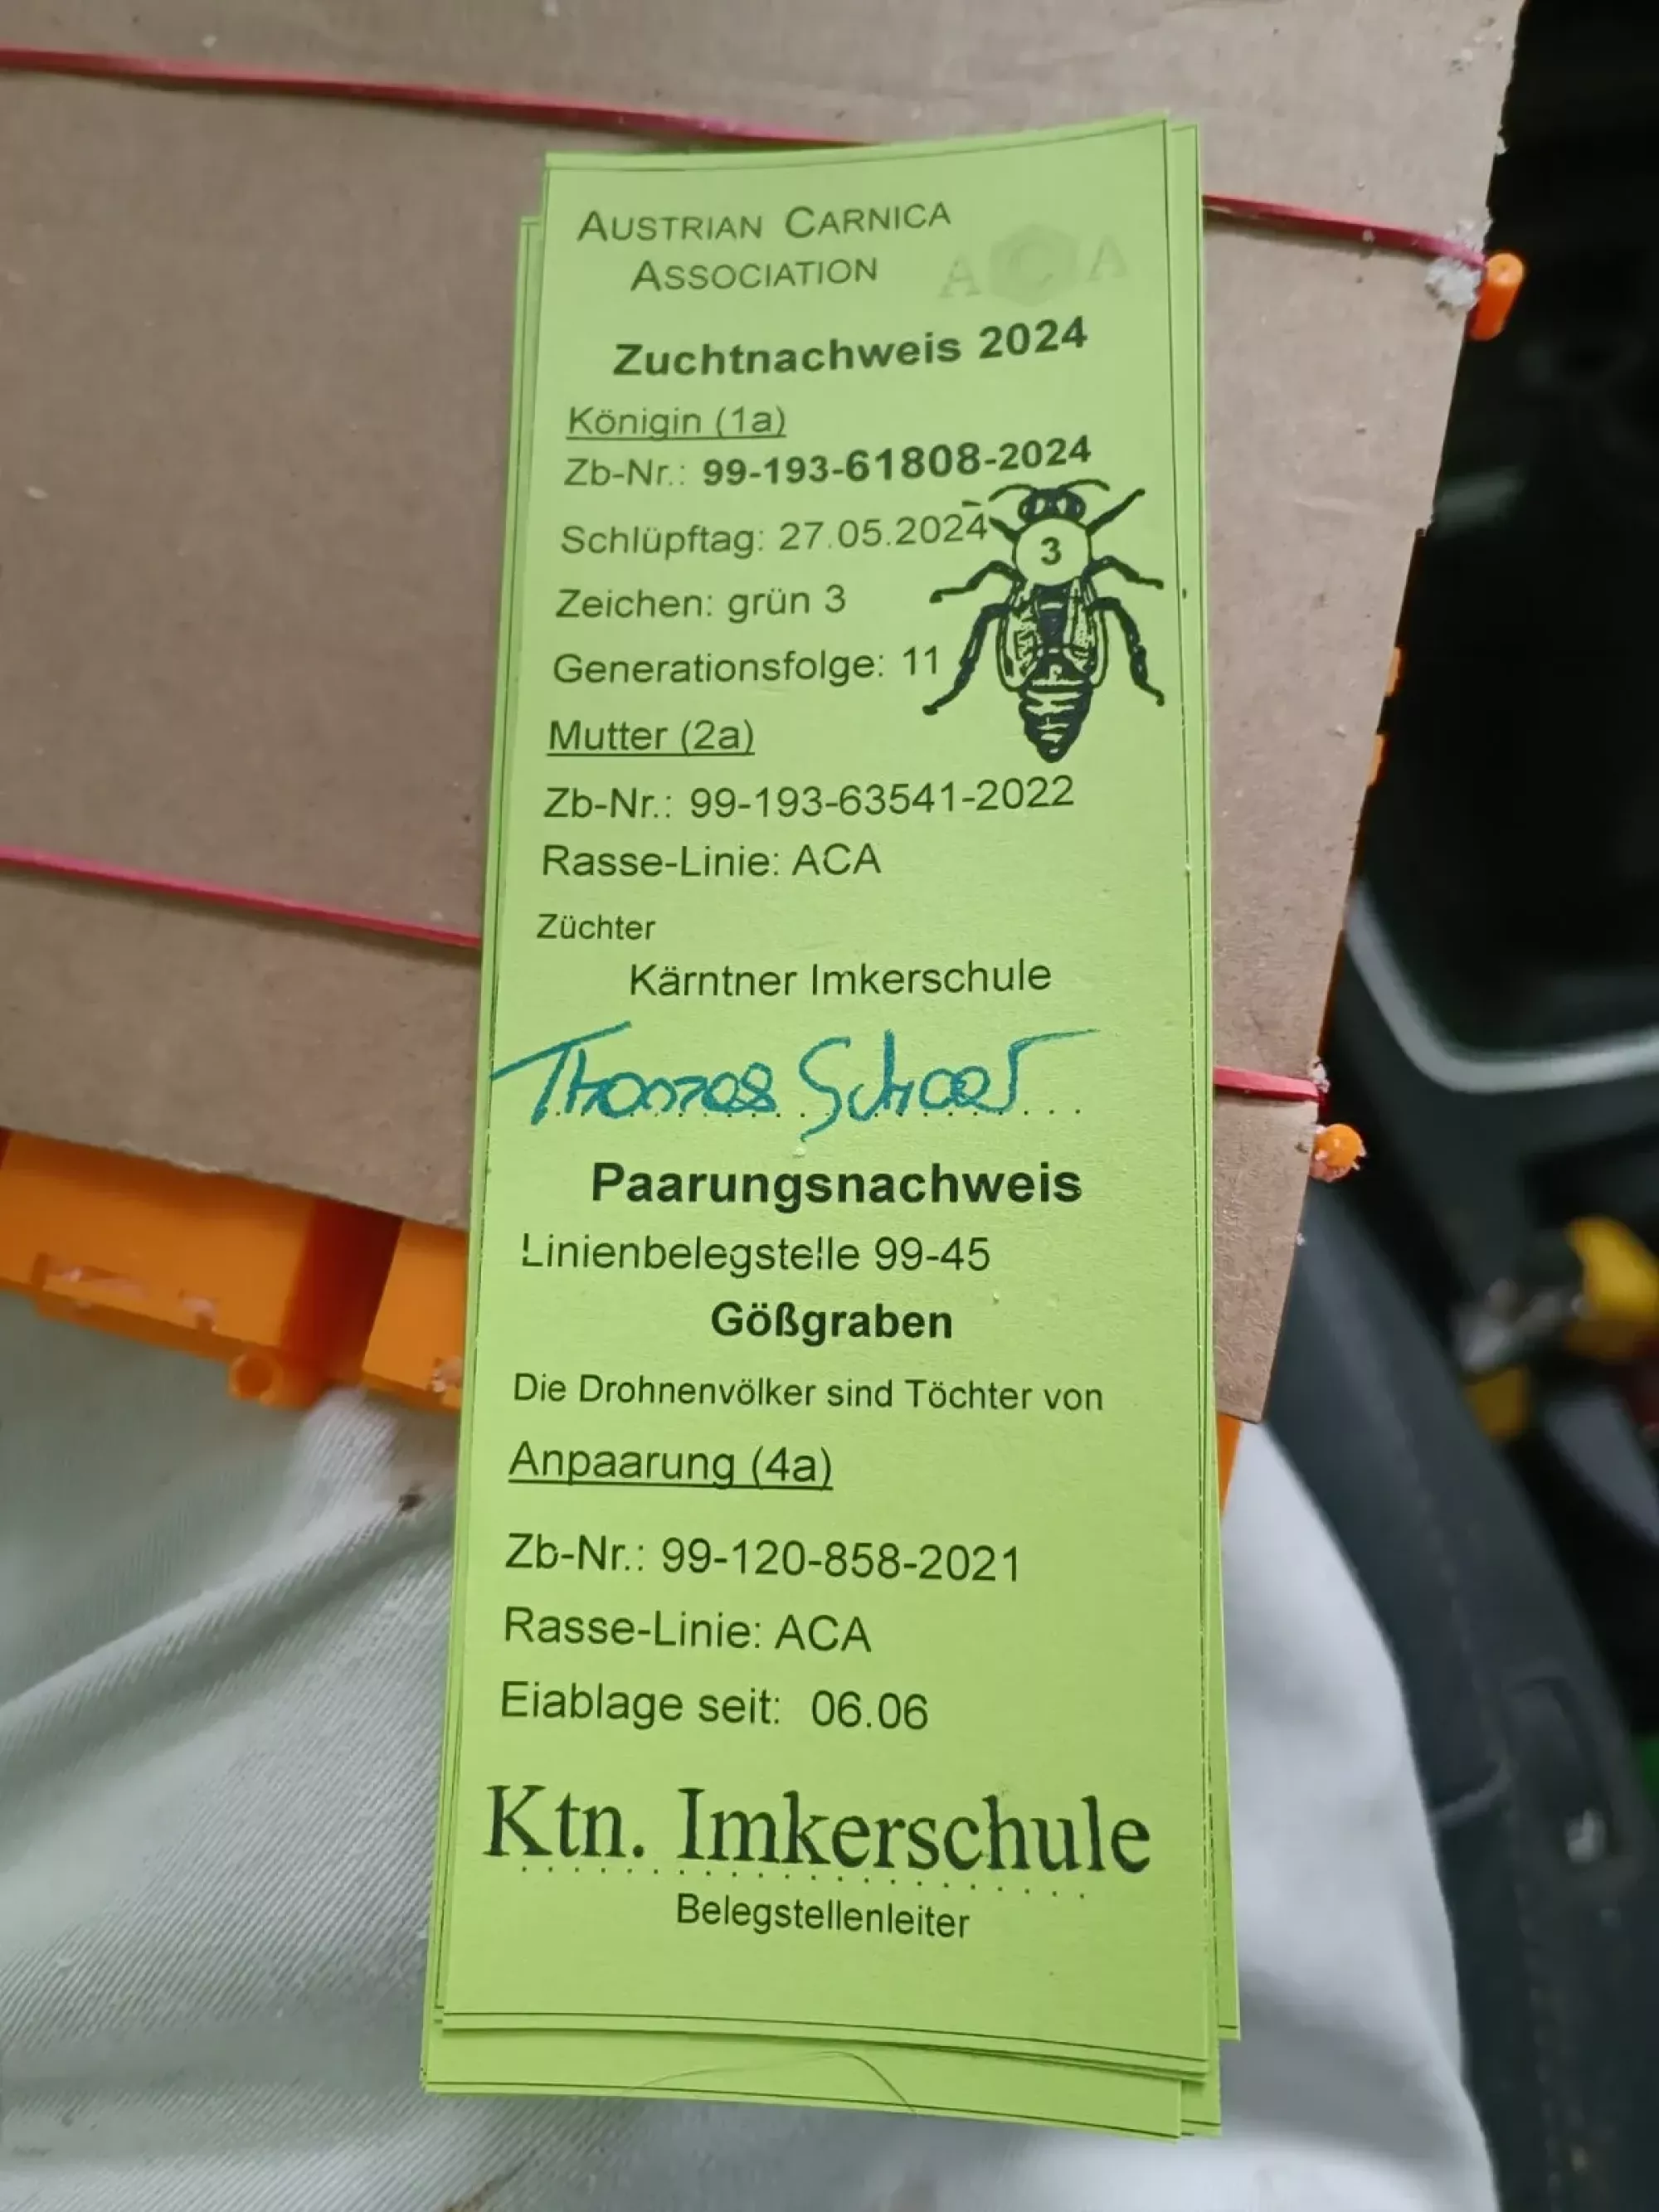 AUSTRIAN CARNICA
ASSOCIATION
A C A
Zuchtnachweis 2024
Königin (1a)
Zb-Nr.: 99-193-61808-2024
Schlüpftag: 27.05.2024
3
Zeichen: grün 3
Generationsfolge: 11
Mutter (2a)
Zb-Nr.: 99-193-63541-2022
Rasse-Linie: ACA
Züchter
Kärntner Imkerschule
Thomas
Paarungsnachweis
Linienbelegstelle 99-45
Gößgraben
Die Drohnenvölker sind Töchter von
Anpaarung (4a)
Zb-Nr.: 99-120-858-2021
Rasse-Linie: ACA
Eiablage seit: 06.06
Ktn. Imkerschule
Belegstellenleiter